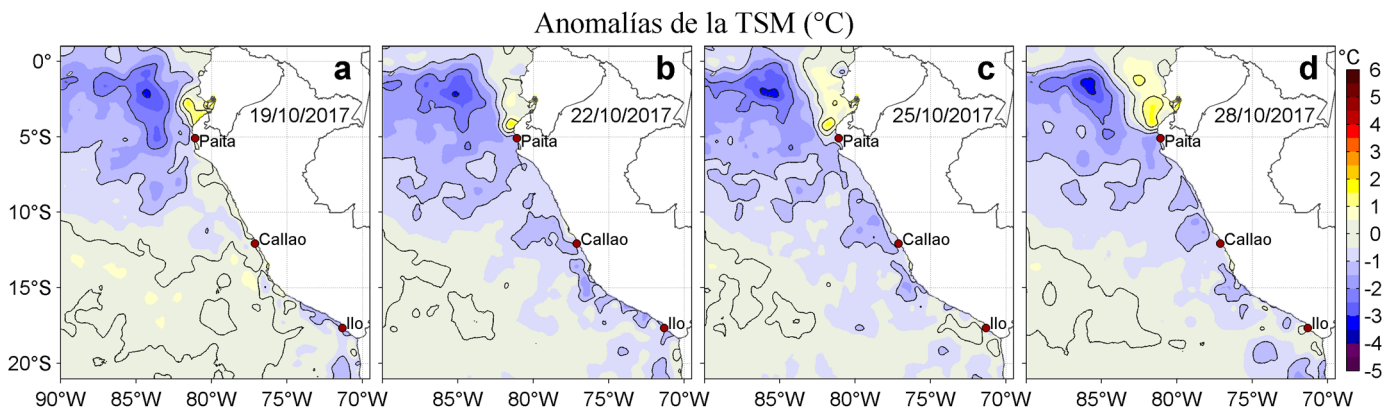 Anomalías de la TSM (°C)
a
19/10/2017
Paita
Callao
Ilo
b
22/10/2017
Paita
Callao
Ilo
c
25/10/2017
Paita
Callao
Ilo
d
28/10/2017
Paita
Callao
Ilo
0°
5°S
10°S
15°S
20°S
90°W 85°W 80°W 75°W 70°W
85°W 80°W 75°W 70°W
85°W 80°W 75°W 70°W
85°W 80°W 75°W 70°W
°C
6
5
4
3
2
1
0
-1
-2
-3
-4
-5